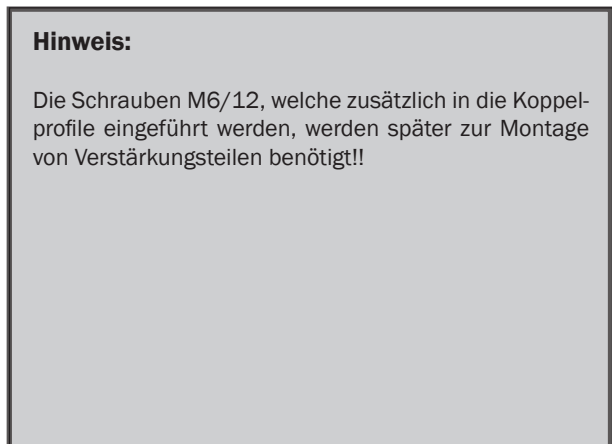 Hinweis:
Die Schrauben M6/12, welche zusätzlich in die Koppel-
profile eingeführt werden, werden später zur Montage
von Verstärkungsteilen benötigt!!